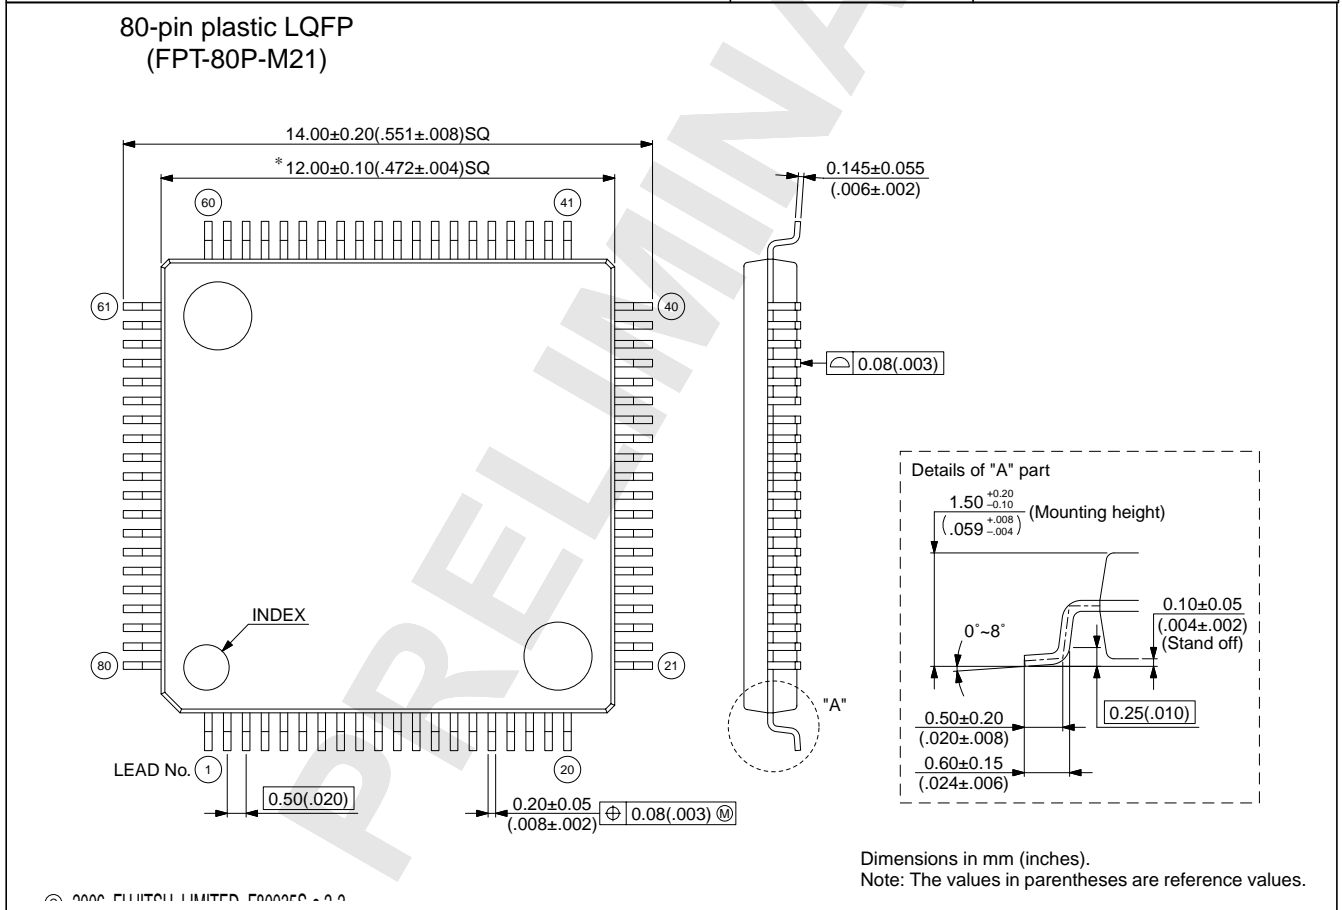 80-pin plastic LQFP
(FPT-80P-M21)
14.00±0.20(.551±.008)SQ
*12.00±0.10(.472±.004)SQ
0.145±0.055
(.006±.002)
60
41
61
40
0.08(.003)
Details of "A" part
1.50 +0.20 −0.10 (Mounting height)
(.059 +.008 −.004)
0.10±0.05
(.004±.002)
(Stand off)
0˚~8˚
INDEX
80
21
"A"
0.25(.010)
0.50±0.20
(.020±.008)
0.60±0.15
(.024±.006)
LEAD No. 1
20
0.50(.020)
0.20±0.05
(.008±.002)
0.08(.003) Ⓜ
Dimensions in mm (inches).
Note: The values in parentheses are reference values.
PRELIMINA